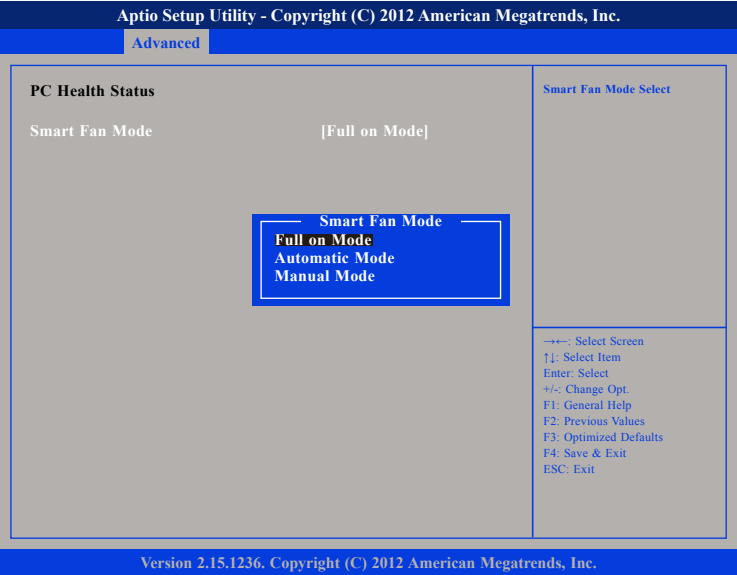 Aptio Setup Utility - Copyright (C) 2012 American Megatrends, Inc.
Advanced
PC Health Status
Smart Fan Mode [Full on Mode]
Smart Fan Mode
Full on Mode
Automatic Mode
Manual Mode
Smart Fan Mode Select
→←: Select Screen
↑↓: Select Item
Enter: Select
+/-: Change Opt.
F1: General Help
F2: Previous Values
F3: Optimized Defaults
F4: Save & Exit
ESC: Exit
Version 2.15.1236. Copyright (C) 2012 American Megatrends, Inc.